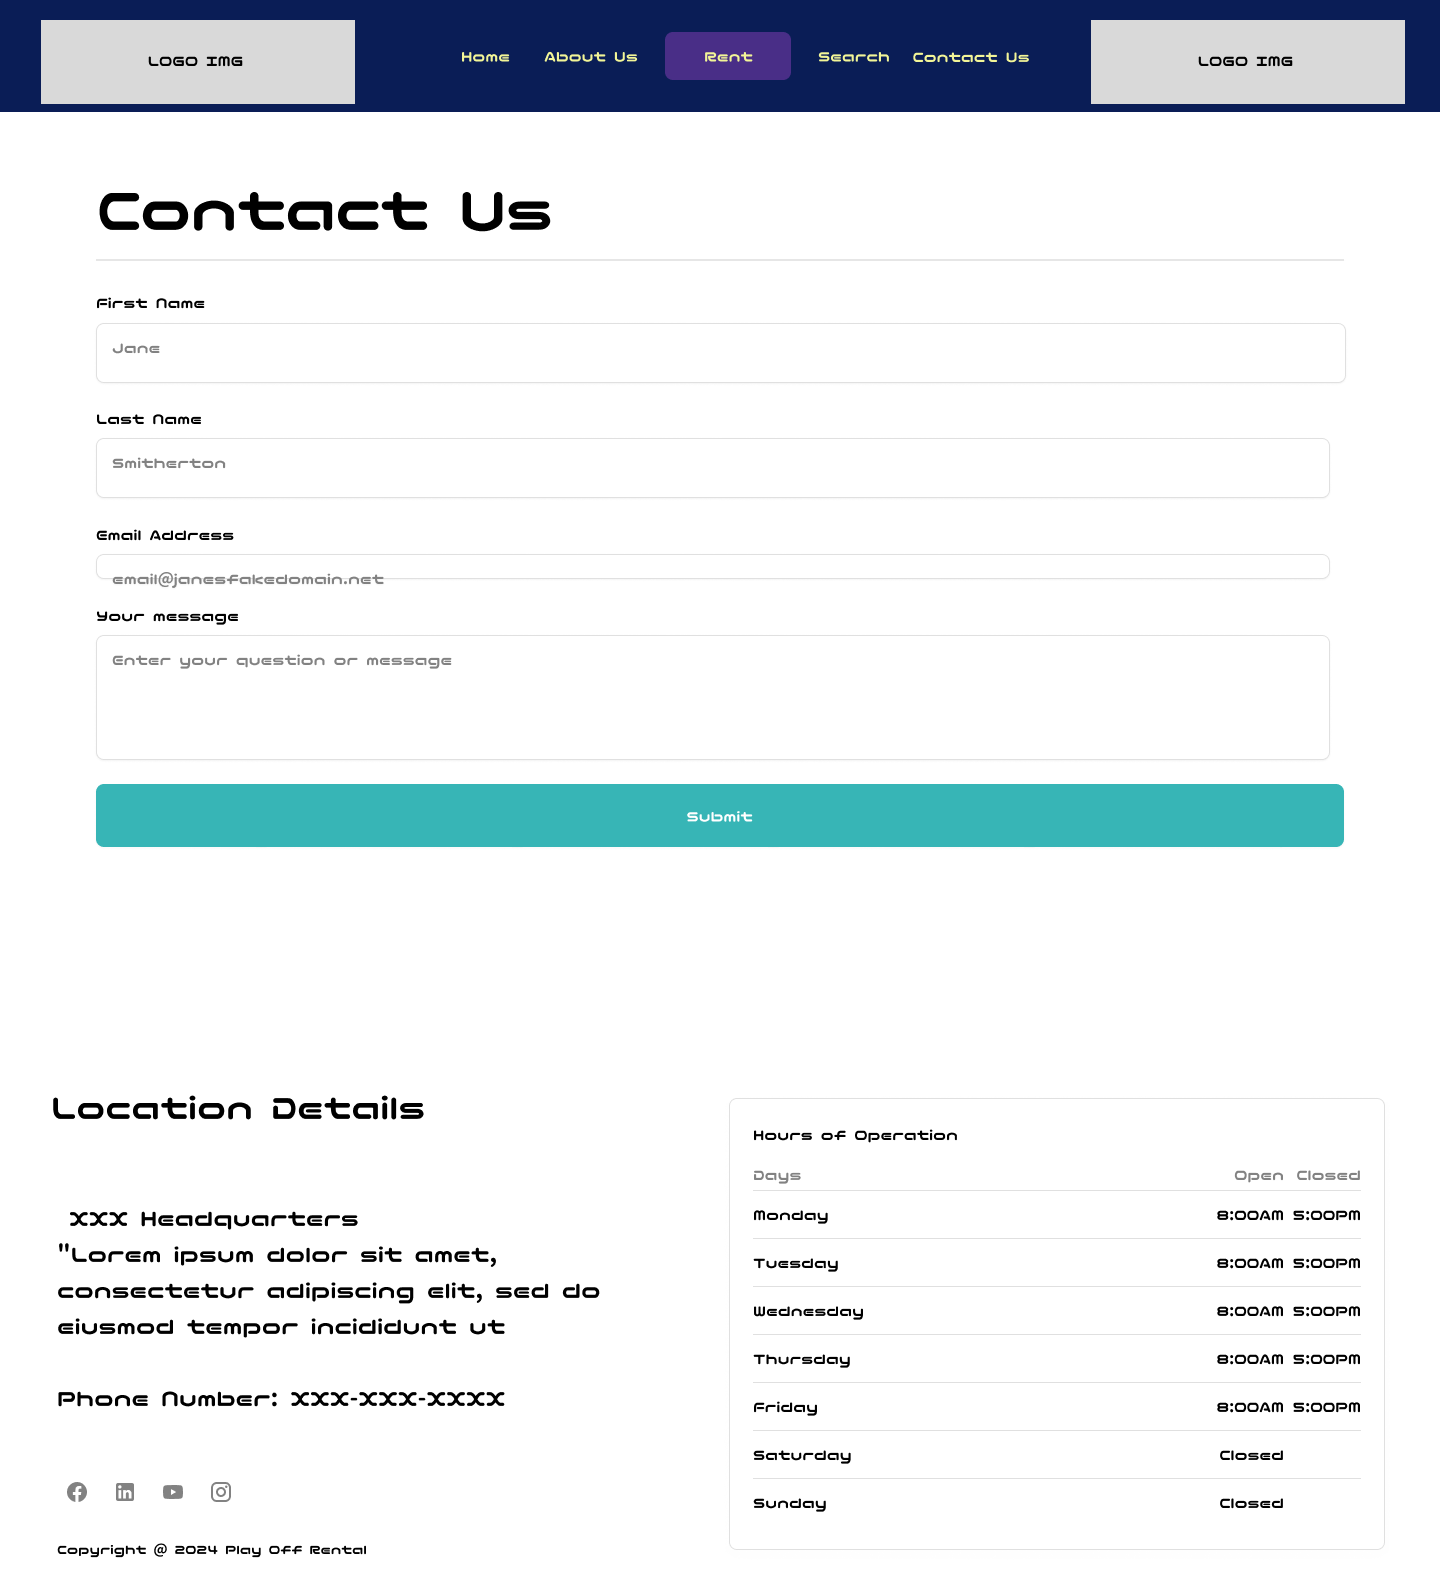 LOGO IMG
Home About Us Rent Search Contact Us
LOGO IMG
Contact Us
First Name
Jane
Last Name
Smitherton
Email Address
email@janesfakedomain.net
Your message
Enter your question or message
Submit
Location Details
XXX Headquarters
"Lorem ipsum dolor sit amet,
consectetur adipiscing elit, sed do
eiusmod tempor incididunt ut
Phone Number: XXX-XXX-XXXX
Copyright @ 2024 Play Off Rental
Hours of Operation
Days Open Closed
Monday 8:00AM 5:00PM
Tuesday 8:00AM 5:00PM
Wednesday 8:00AM 5:00PM
Thursday 8:00AM 5:00PM
Friday 8:00AM 5:00PM
Saturday Closed
Sunday Closed